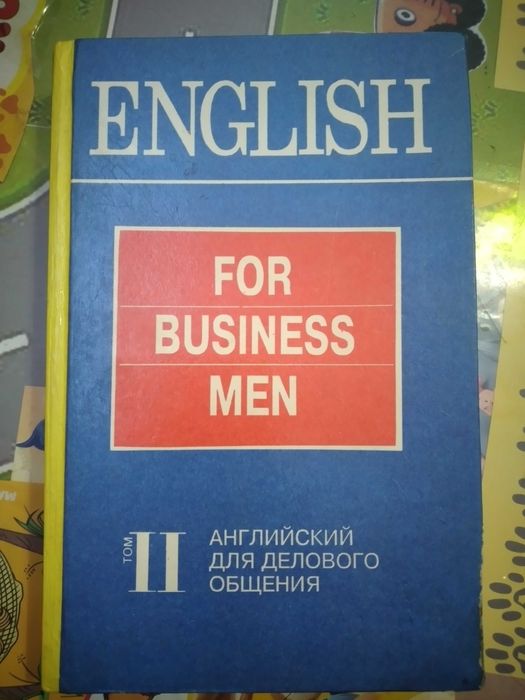 ENGLISH
FOR
BUSINESS
MEN
ТОМ II
АНГЛИЙСКИЙ
ДЛЯ ДЕЛОВОГО
ОБЩЕНИЯ